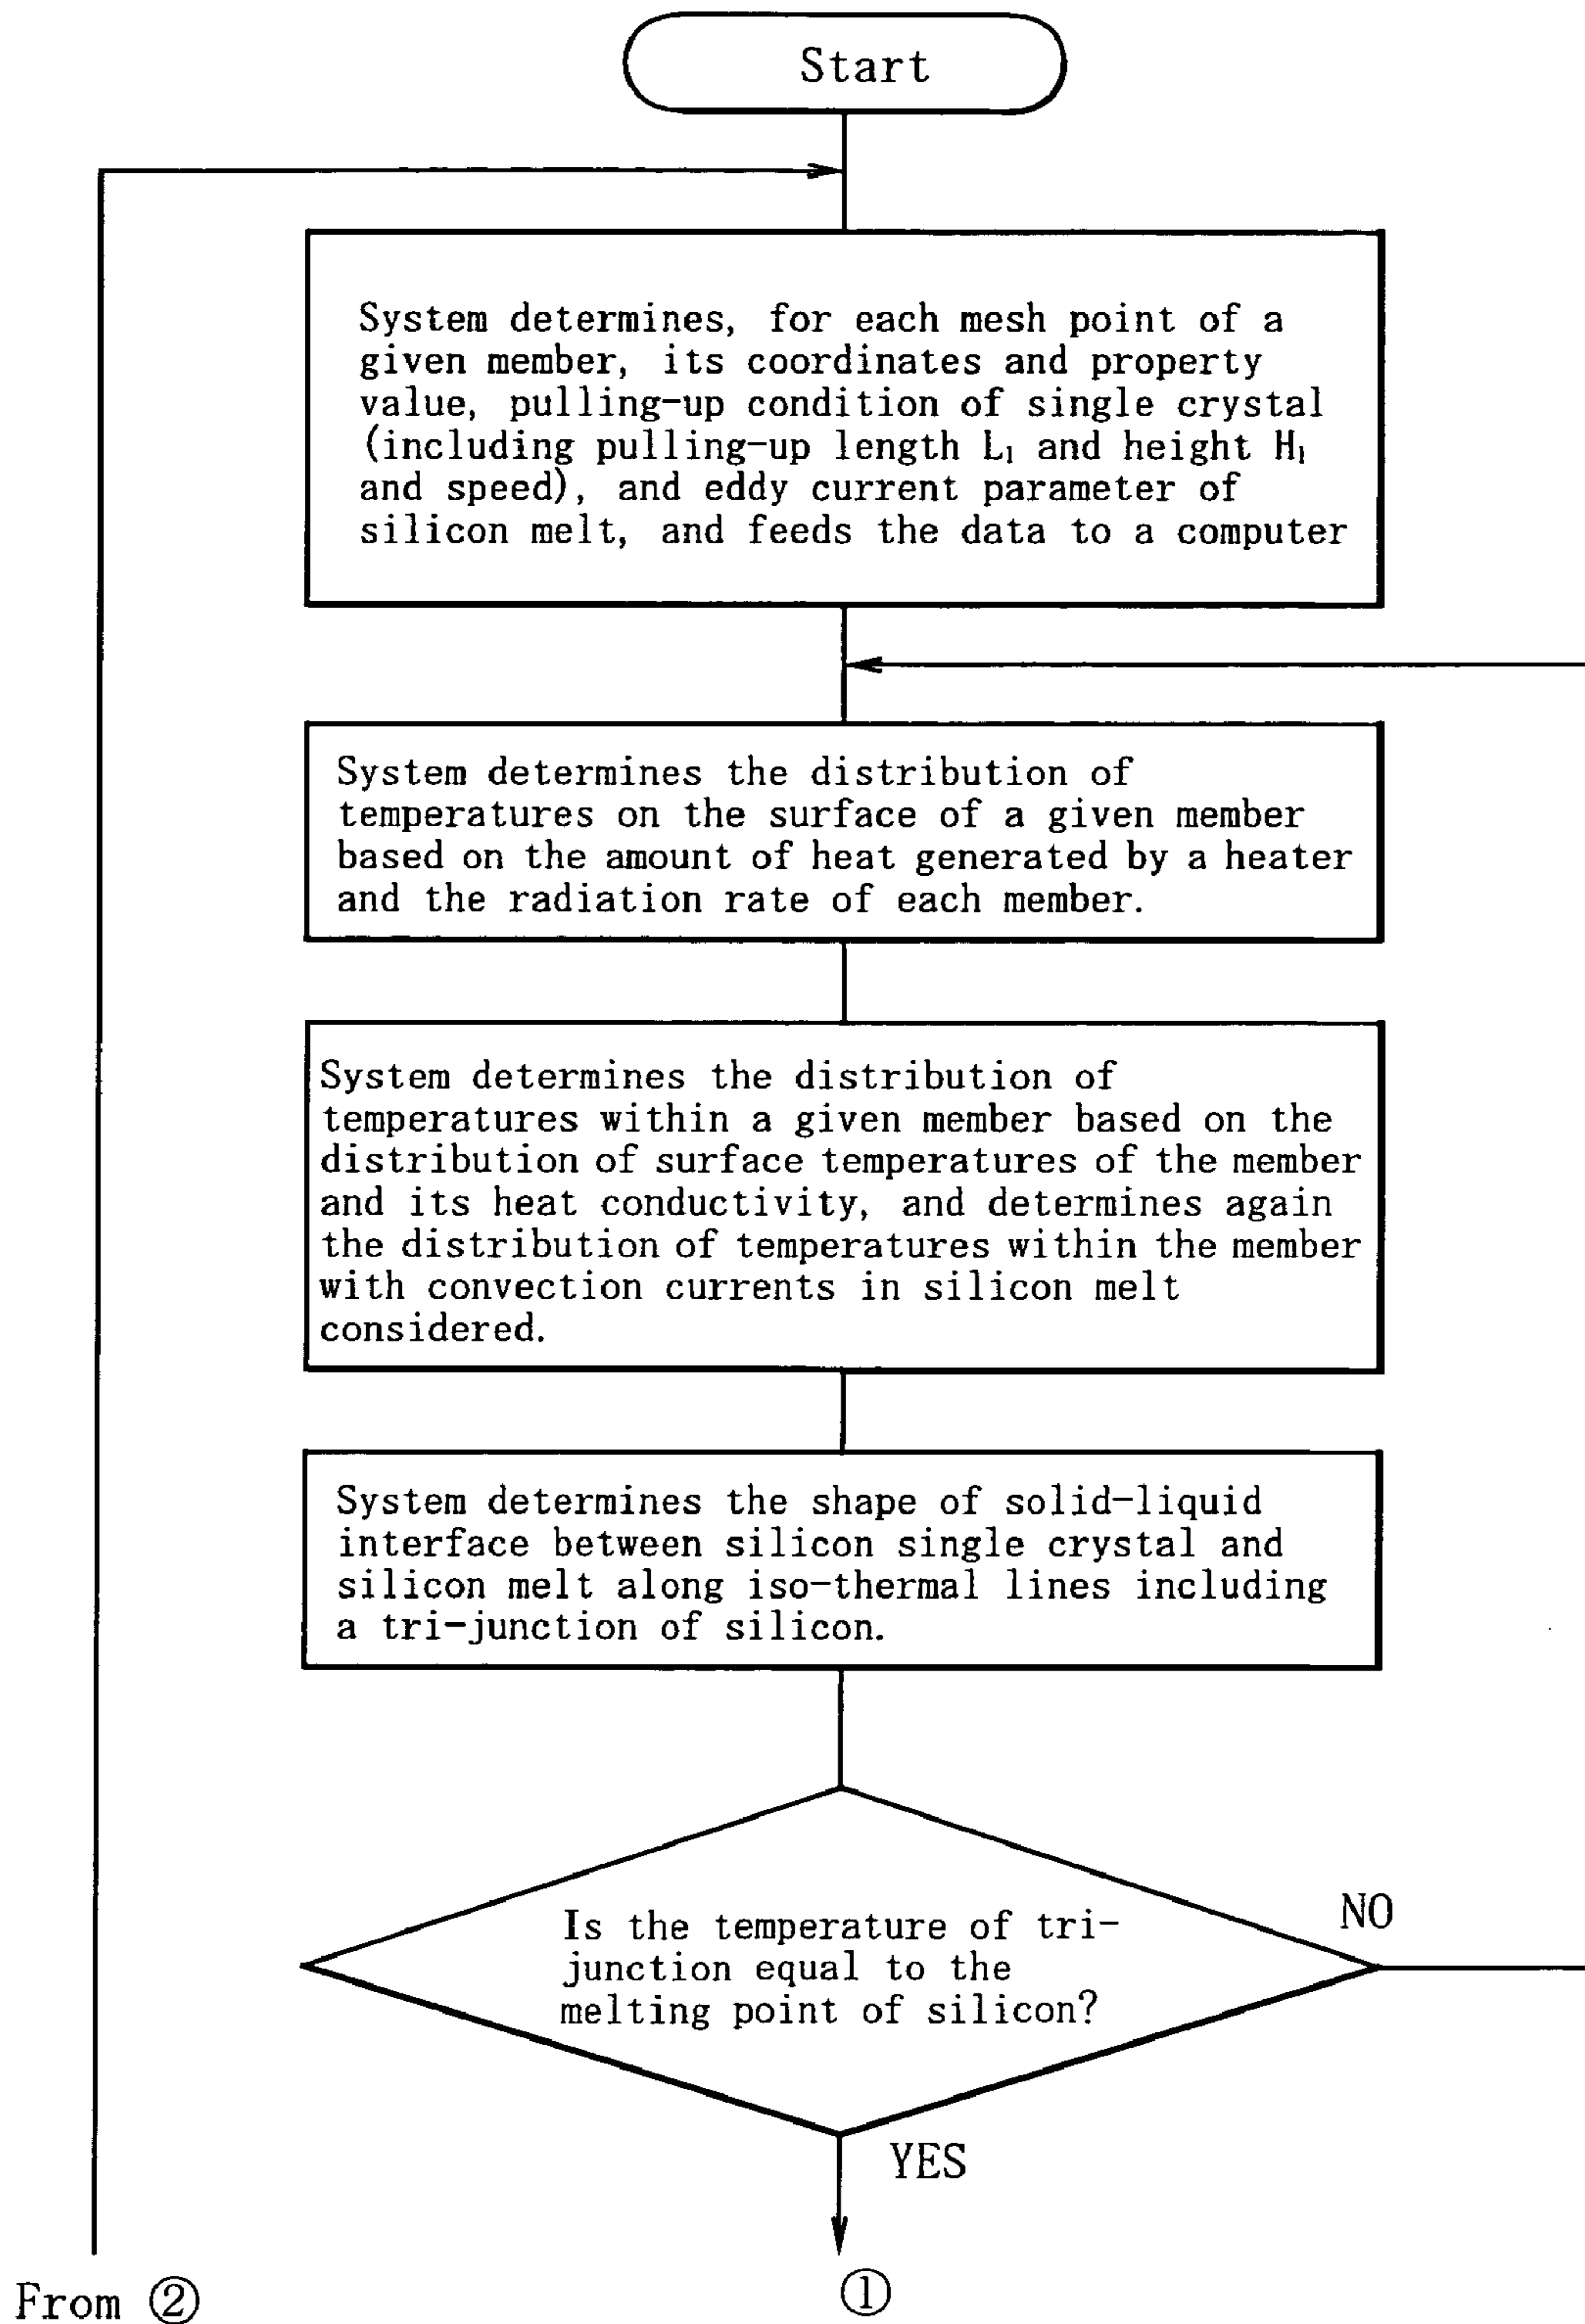 Start
System determines, for each mesh point of a
given member, its coordinates and property
value, pulling-up condition of single crystal
(including pulling-up length L₁ and height H₁
and speed), and eddy current parameter of
silicon melt, and feeds the data to a computer
System determines the distribution of
temperatures on the surface of a given member
based on the amount of heat generated by a heater
and the radiation rate of each member.
System determines the distribution of
temperatures within a given member based on the
distribution of surface temperatures of the member
and its heat conductivity, and determines again
the distribution of temperatures within the member
with convection currents in silicon melt
considered.
System determines the shape of solid-liquid
interface between silicon single crystal and
silicon melt along iso-thermal lines including
a tri-junction of silicon.
Is the temperature of tri-
junction equal to the
melting point of silicon?
NO
YES
From ②
①